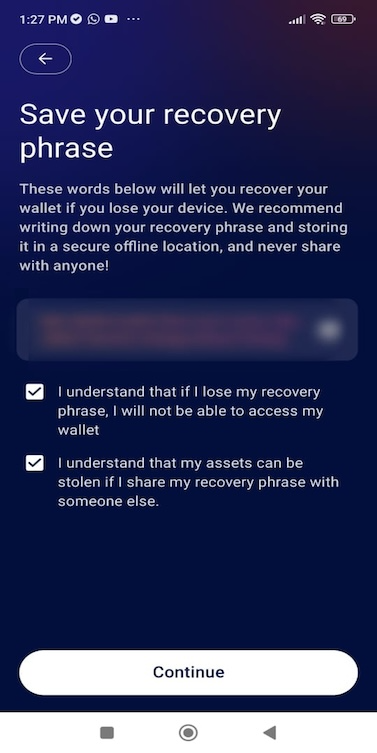 1:27 PM
69
Save your recovery
phrase
These words below will let you recover your
wallet if you lose your device. We recommend
writing down your recovery phrase and storing
it in a secure offline location, and never share
with anyone!
I understand that if I lose my recovery
phrase, I will not be able to access my
wallet
I understand that my assets can be
stolen if I share my recovery phrase with
someone else.
Continue